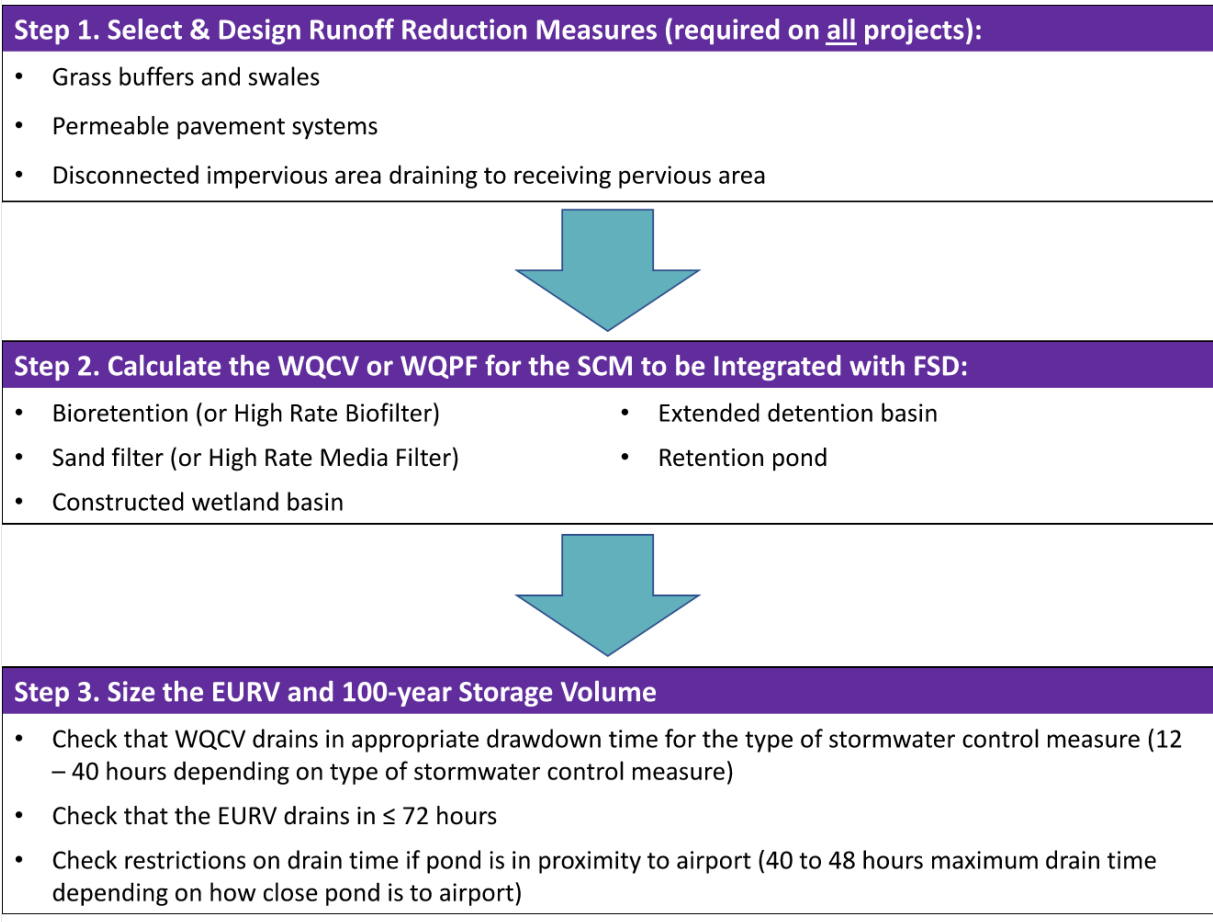 Step 1. Select & Design Runoff Reduction Measures (required on all projects):
• Grass buffers and swales
• Permeable pavement systems
• Disconnected impervious area draining to receiving pervious area
Step 2. Calculate the WQCV or WQPF for the SCM to be Integrated with FSD:
• Bioretention (or High Rate Biofilter)
• Sand filter (or High Rate Media Filter)
• Constructed wetland basin
• Extended detention basin
• Retention pond
Step 3. Size the EURV and 100-year Storage Volume
• Check that WQCV drains in appropriate drawdown time for the type of stormwater control measure (12
– 40 hours depending on type of stormwater control measure)
• Check that the EURV drains in ≤ 72 hours
• Check restrictions on drain time if pond is in proximity to airport (40 to 48 hours maximum drain time
depending on how close pond is to airport)